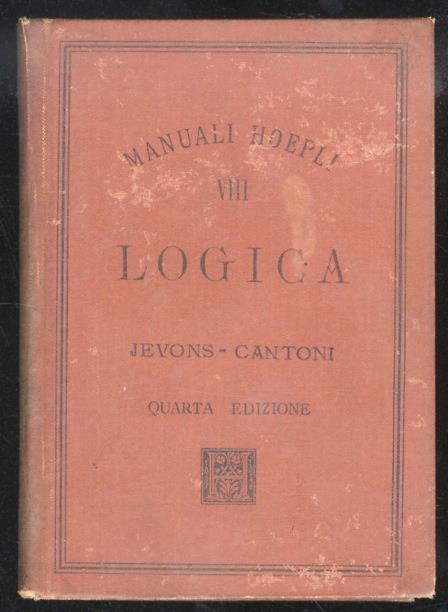 MANUALI HOEPLI
VIII
LOGICA
JEVONS - CANTONI
QUARTA EDIZIONE
H